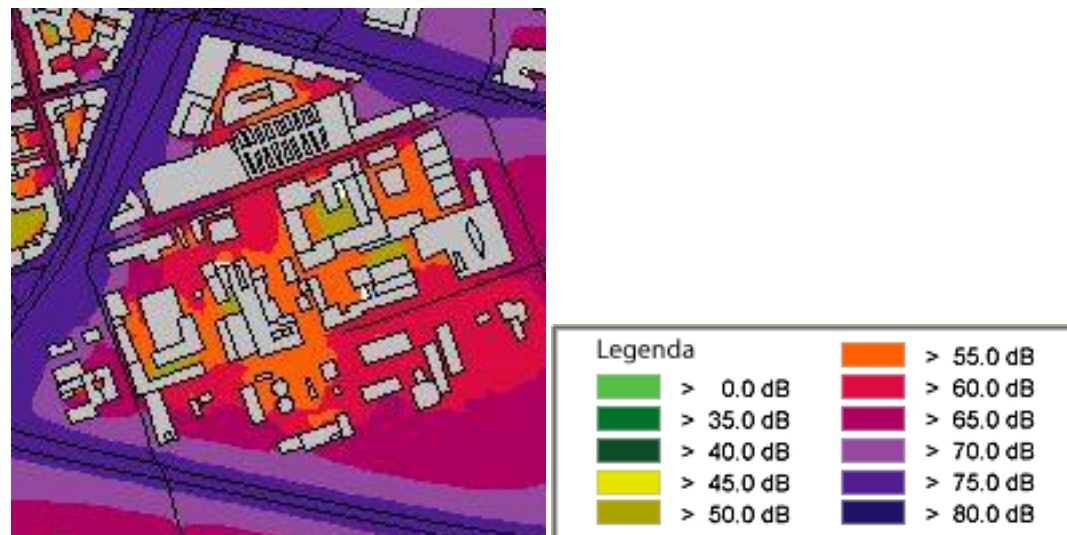 Legenda
> 0.0 dB
> 35.0 dB
> 40.0 dB
> 45.0 dB
> 50.0 dB
> 55.0 dB
> 60.0 dB
> 65.0 dB
> 70.0 dB
> 75.0 dB
> 80.0 dB